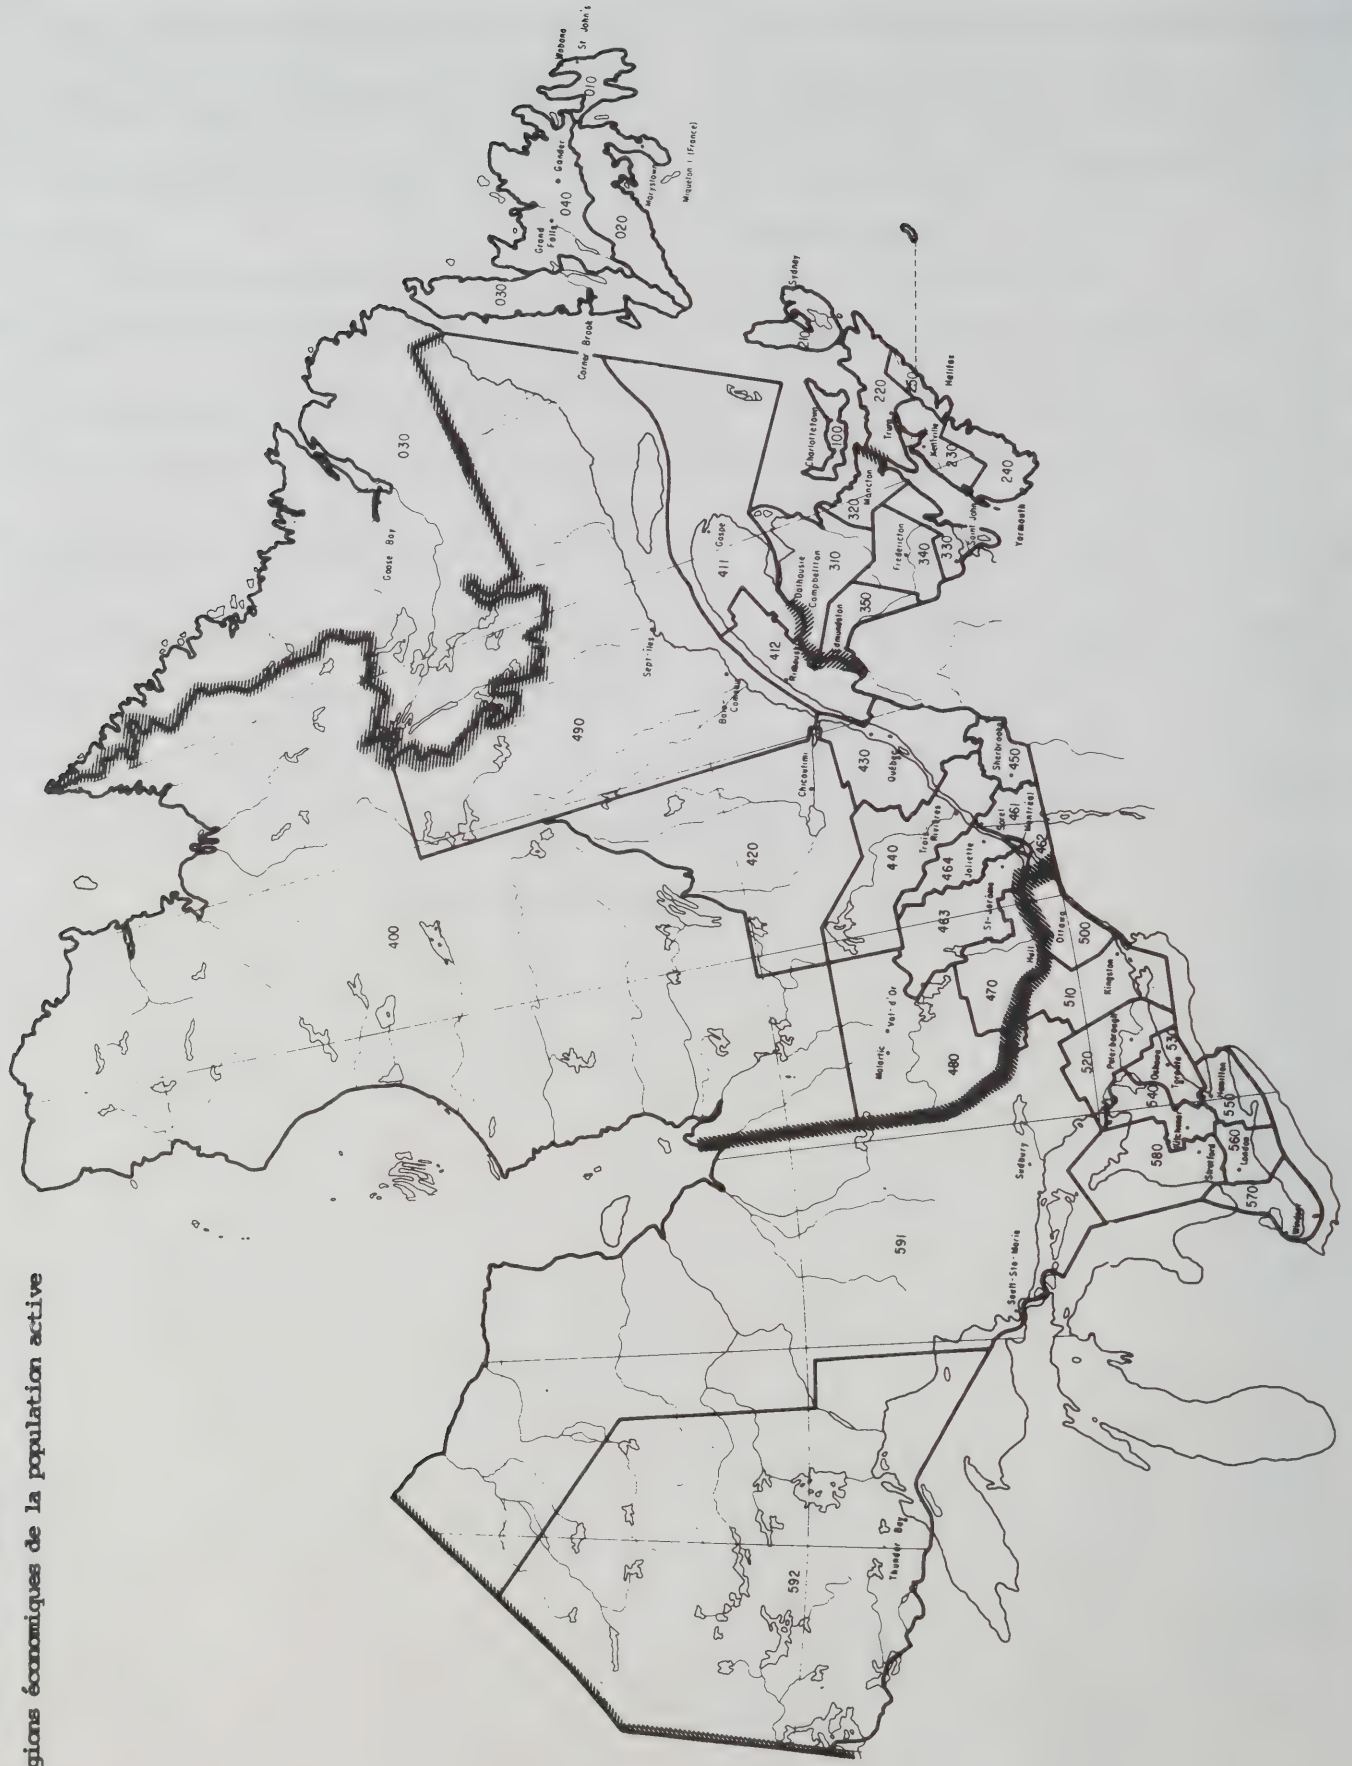 gions économiques de la population active
Wabana
St John's
010
Gander
040
Grand
Falls
020
Marystown
Miquelon I (France)
030
Corner Brook
030
Goose Bay
Sydney
210
220
250
Halifax
Truro
Kentville
230
240
Yarmouth
Charlottetown
100
Moncton
320
310
Fredericton
340
330
Saint John
350
Dalhousie
Campbellton
Edmundston
Gaspe
411
412
Rimouski
Sept-Iles
Baie-
Comeau
490
400
420
Chicoutimi
430
Québec
Sherbrooke
450
Trois
Rivières
440
Sorel
461
Montréal
462
Joliette
464
St-Jérôme
463
Hull
470
Val-d'Or
Malartic
480
Ottawa
500
Kingston
510
520
Peterborough
Oshawa
530
Toronto
540
Hamilton
550
Kitchener
Stratford
560
London
570
Windsor
580
Sudbury
591
Sault-Ste-Marie
592
Thunder Bay